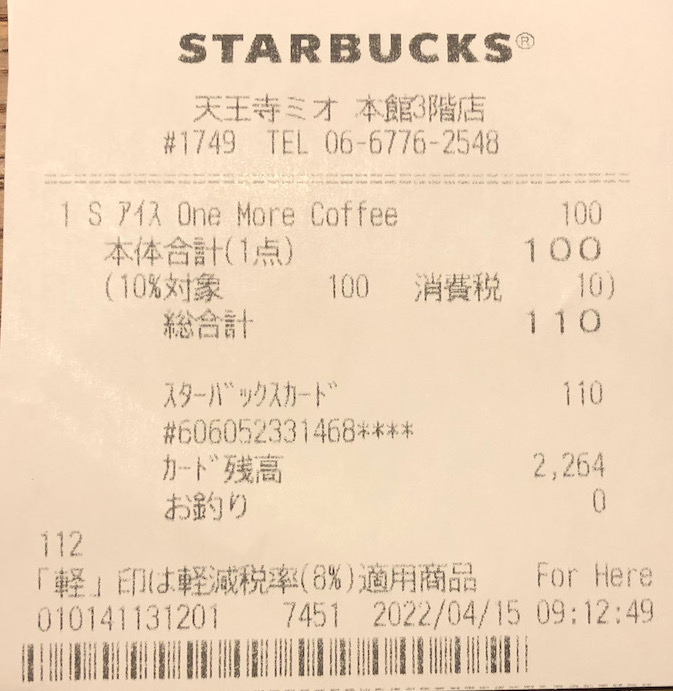 STARBUCKS®
天王寺ミオ 本館3階店
#1749 TEL 06-6776-2548
1 S アイス One More Coffee 100
本体合計(1点) 100
(10%対象 100 消費税 10)
総合計 110
スターバックスカード 110
#606052331468****
カード残高 2,264
お釣り 0
112
「軽」印は軽減税率(8%)適用商品 For Here
010141131201 7451 2022/04/15 09:12:49